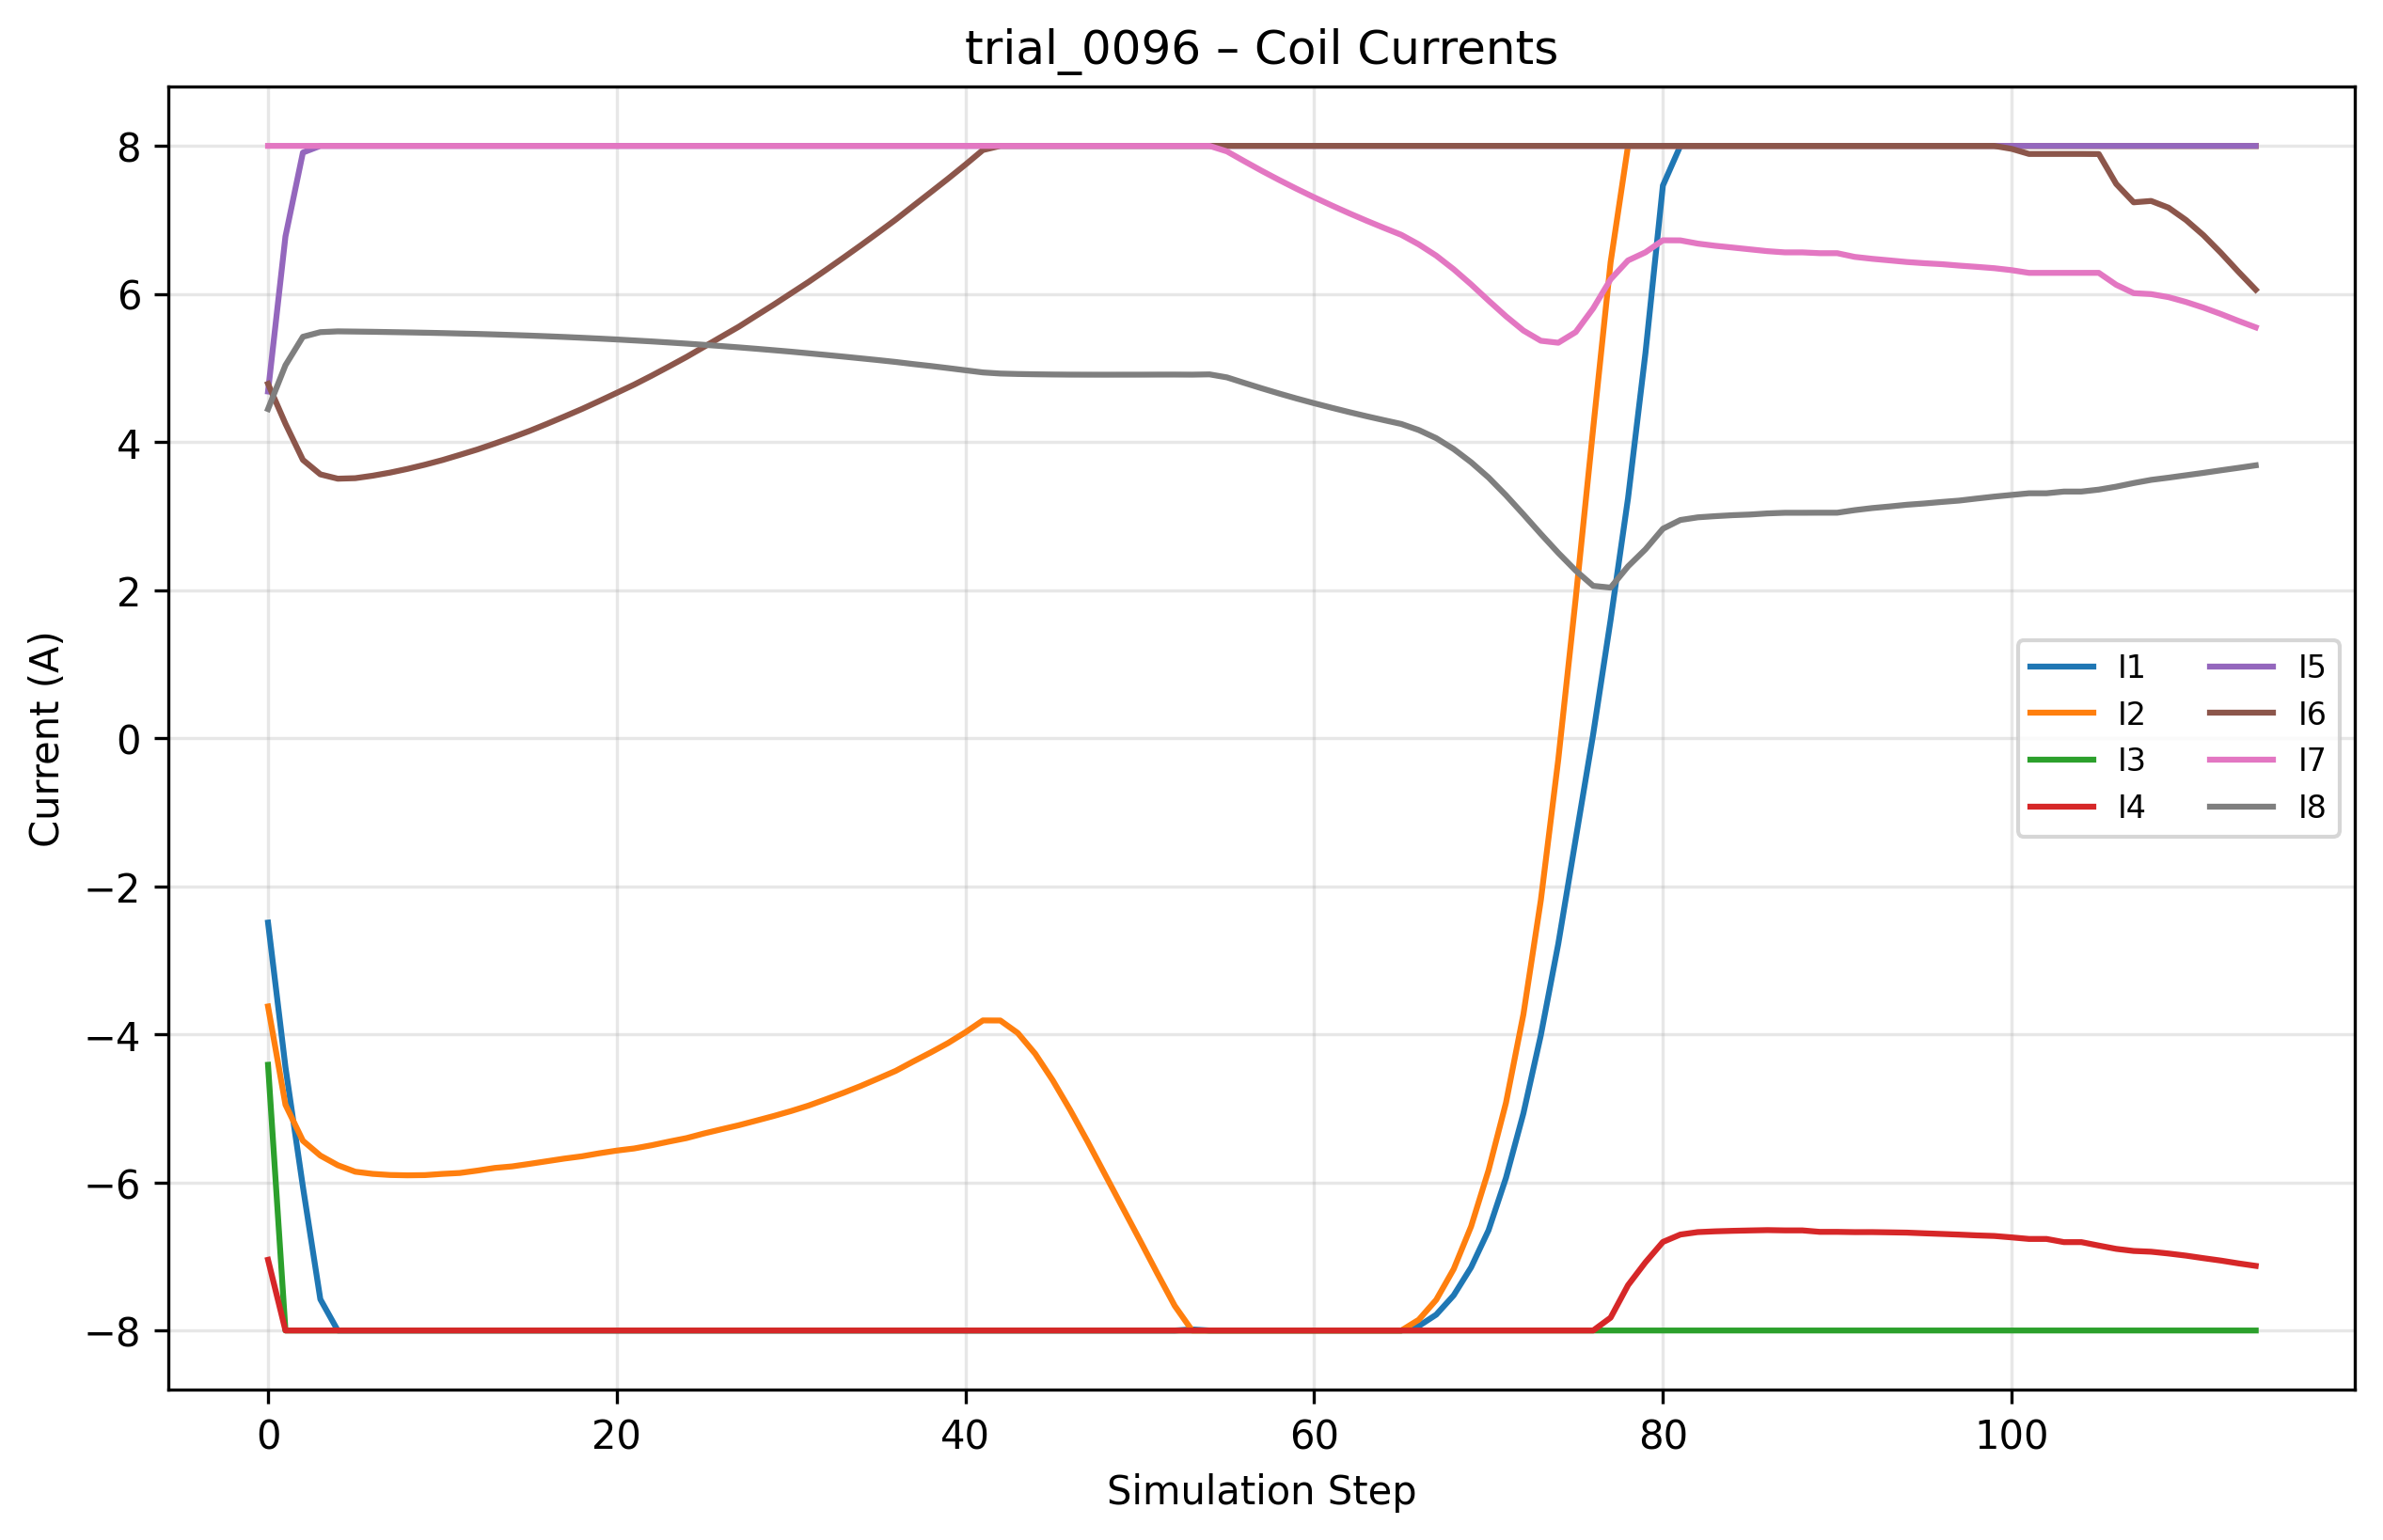 trial_0096 – Coil Currents
8
6
4
2
0
−2
−4
−6
−8
Current (A)
I1
I2
I3
I4
I5
I6
I7
I8
0 20 40 60 80 100
Simulation Step